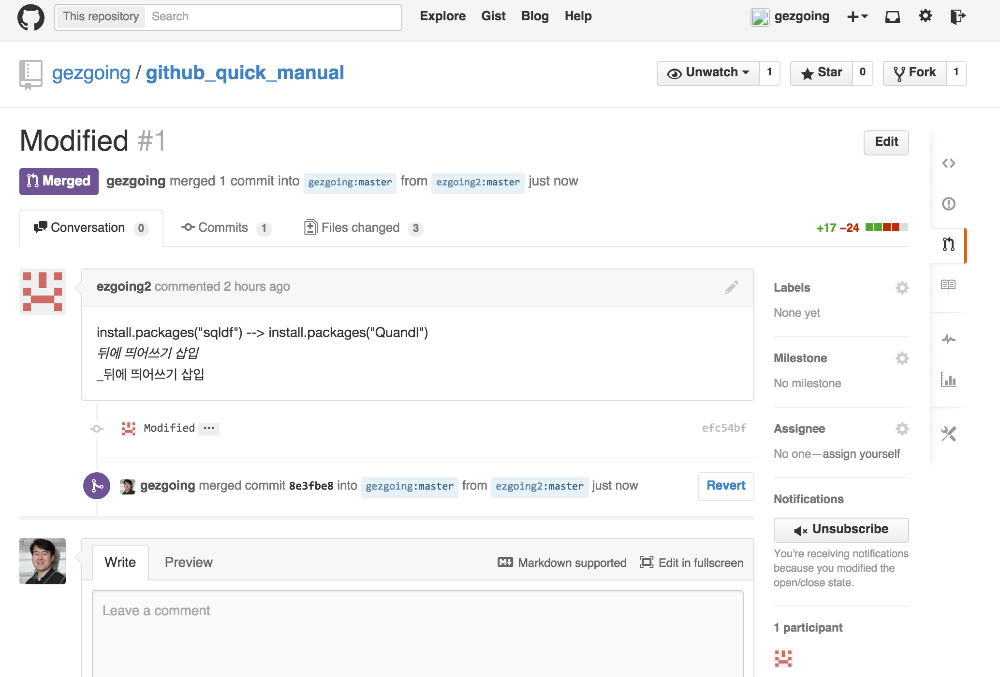 This repository Search Explore Gist Blog Help gezgoing
gezgoing / github_quick_manual Unwatch 1 Star 0 Fork 1
Modified #1 Edit
Merged gezgoing merged 1 commit into gezgoing:master from ezgoing2:master just now
Conversation 0 Commits 1 Files changed 3 +17 −24
ezgoing2 commented 2 hours ago
install.packages("sqldf") --> install.packages("Quandl")
뒤에 띄어쓰기 삽입
_뒤에 띄어쓰기 삽입
Modified ... efc54bf
gezgoing merged commit 8e3fbe8 into gezgoing:master from ezgoing2:master just now Revert
Write Preview Markdown supported Edit in fullscreen
Leave a comment
Labels
None yet
Milestone
No milestone
Assignee
No one—assign yourself
Notifications
Unsubscribe
You're receiving notifications
because you modified the
open/close state.
1 participant